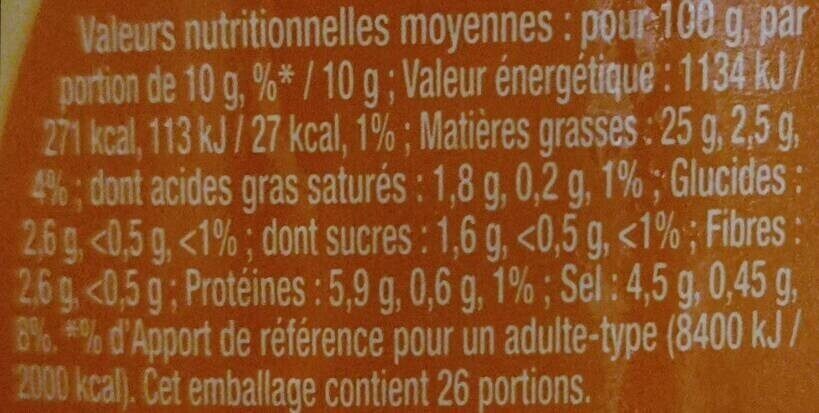 Valeurs nutritionnelles moyennes : pour 100 g, par
portion de 10 g, %* / 10 g ; Valeur énergétique : 1134 kJ /
271 kcal, 113 kJ / 27 kcal, 1% ; Matières grasses : 25 g, 2,5 g,
4% ; dont acides gras saturés : 1,8 g, 0,2 g, 1% ; Glucides :
2,6 g, <0,5 g, <1% ; dont sucres : 1,6 g, <0,5 g, <1% ; Fibres :
2,6 g, <0,5 g ; Protéines : 5,9 g, 0,6 g, 1% ; Sel : 4,5 g, 0,45 g,
8%. *% d'Apport de référence pour un adulte-type (8400 kJ /
2000 kcal). Cet emballage contient 26 portions.